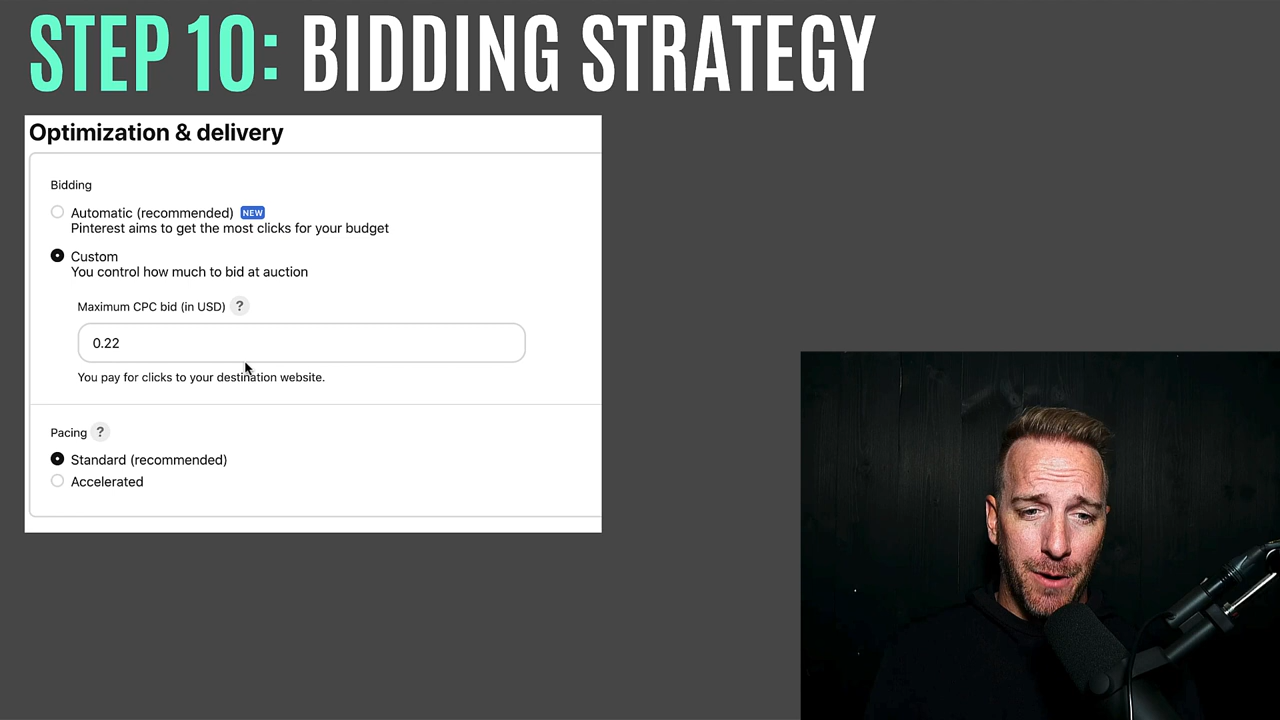 STEP 10: BIDDING STRATEGY
Optimization & delivery
Bidding
Automatic (recommended) NEW
Pinterest aims to get the most clicks for your budget
Custom
You control how much to bid at auction
Maximum CPC bid (in USD) ?
0.22
You pay for clicks to your destination website.
Pacing ?
Standard (recommended)
Accelerated